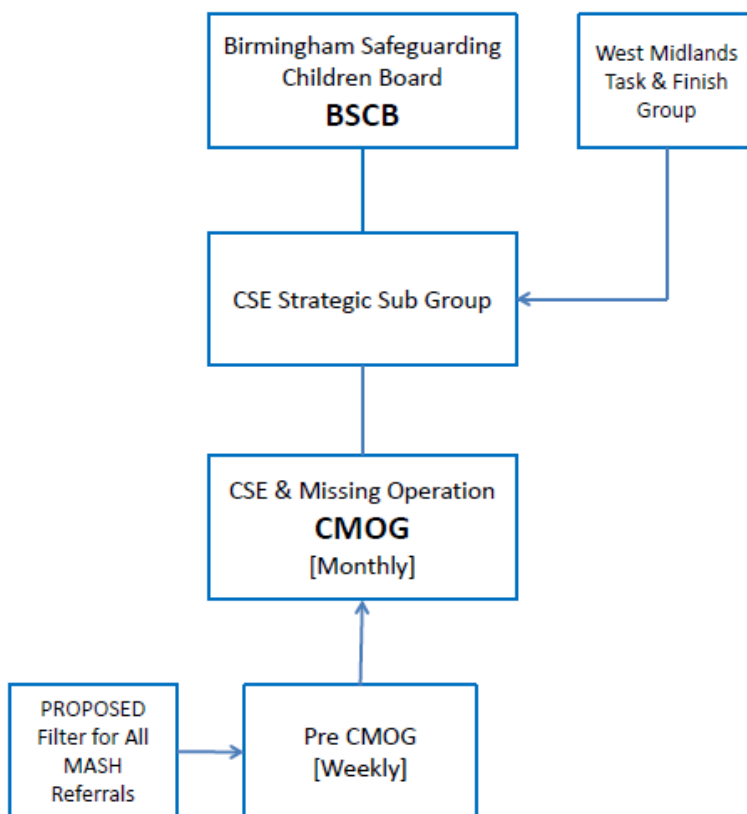 Birmingham Safeguarding
Children Board
BSCB
West Midlands
Task & Finish
Group
CSE Strategic Sub Group
CSE & Missing Operation
CMOG
[Monthly]
PROPOSED
Filter for All
MASH
Referrals
Pre CMOG
[Weekly]